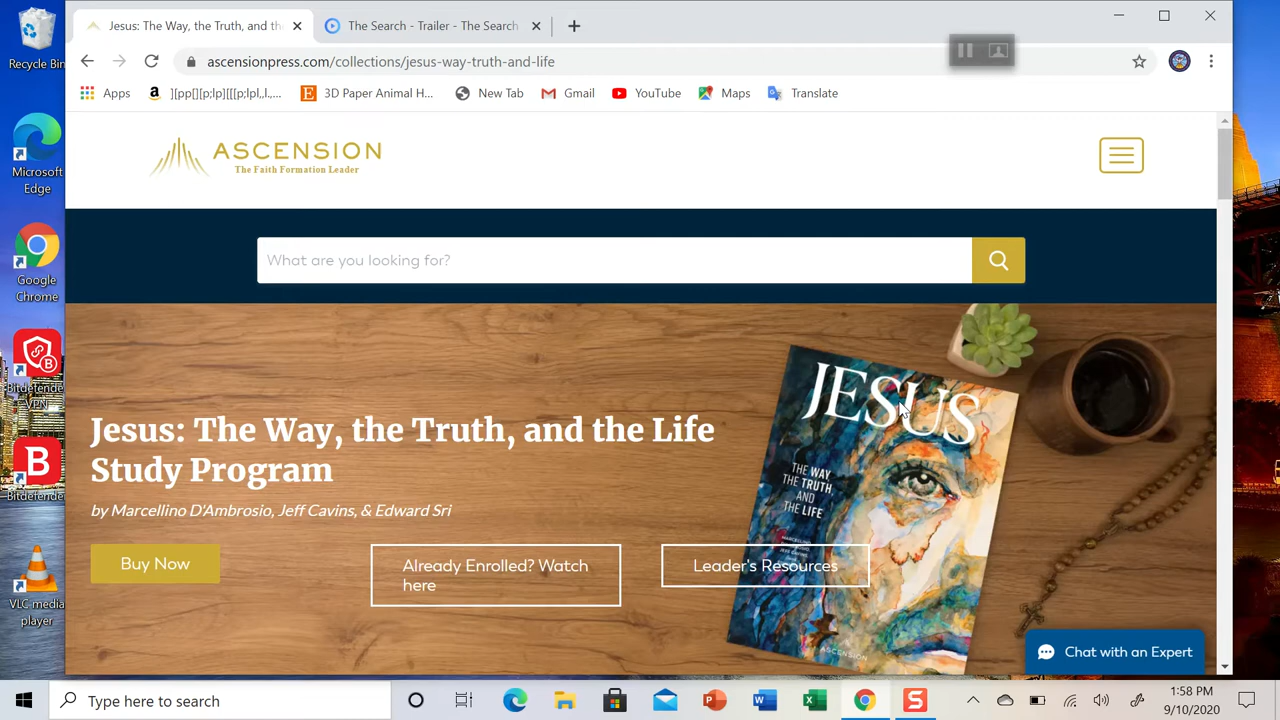 Recycle Bin
Microsoft Edge
Google Chrome
Bitdefender VPN
Bitdefender
VLC media player
Jesus: The Way, the Truth, and th
The Search - Trailer - The Search
ascensionpress.com/collections/jesus-way-truth-and-life
Apps
][pp[][p;lp][[[p;lpl,,l,...
3D Paper Animal H...
New Tab
Gmail
YouTube
Maps
Translate
ASCENSION
The Faith Formation Leader
What are you looking for?
Jesus: The Way, the Truth, and the Life
Study Program
by Marcellino D'Ambrosio, Jeff Cavins, & Edward Sri
Buy Now
Already Enrolled? Watch
here
Leader's Resources
JESUS
THE WAY
THE TRUTH
AND
THE LIFE
ASCENSION
Chat with an Expert
Type here to search
1:58 PM
9/10/2020